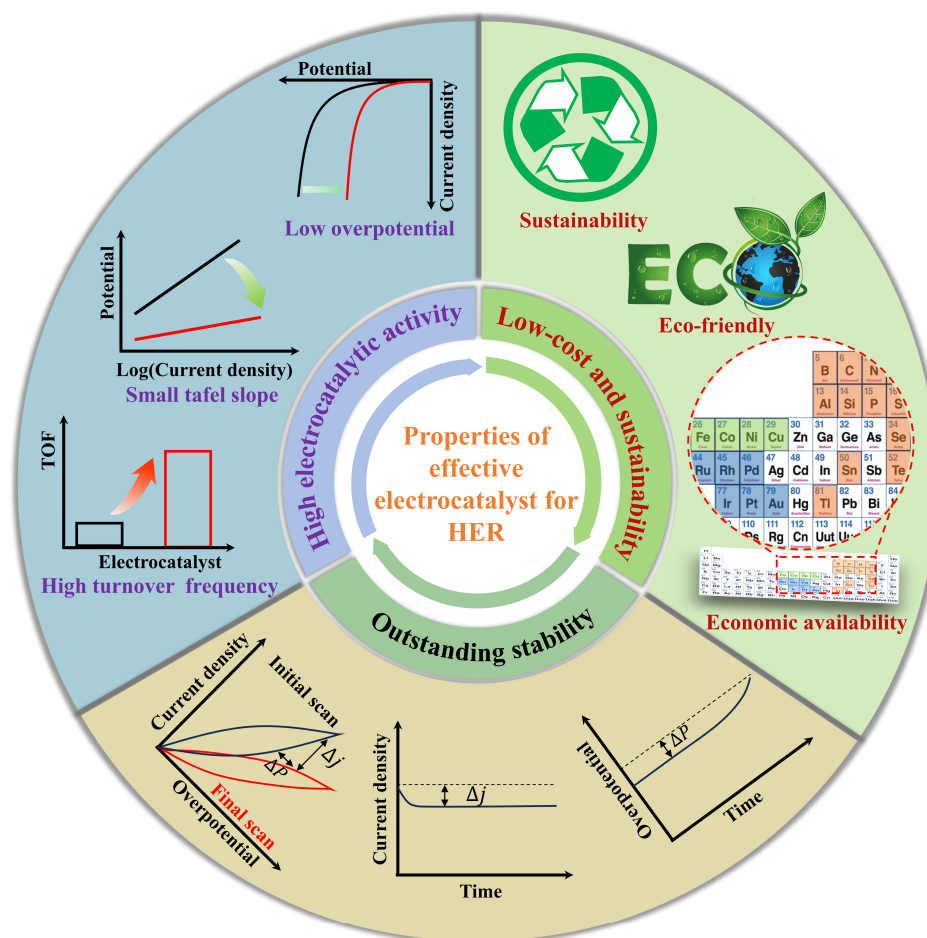 Properties of
effective
electrocatalyst for
HER
High electrocatalytic activity
Potential
Current density
Low overpotential
Potential
Log(Current density)
Small tafel slope
TOF
Electrocatalyst
High turnover frequency
Low-cost and sustainability
Sustainability
ECO
Eco-friendly
5 6 7
B C N
13 14 15 16
Al Si P S
26 27 28 29 30 31 32 33 34
Fe Co Ni Cu Zn Ga Ge As Se
44 45 46 47 48 49 50 51 52
Ru Rh Pd Ag Cd In Sn Sb Te
77 78 79 80 81 82 83 84
Ir Pt Au Hg Tl Pb Bi
110 111 112 113 114
Ds Rg Cn Uut
Economic availability
Outstanding stability
Current density
Initial scan
ΔP
Δj
Final scan
Overpotential
Current density
Δj
Time
Overpotential
ΔP
Time